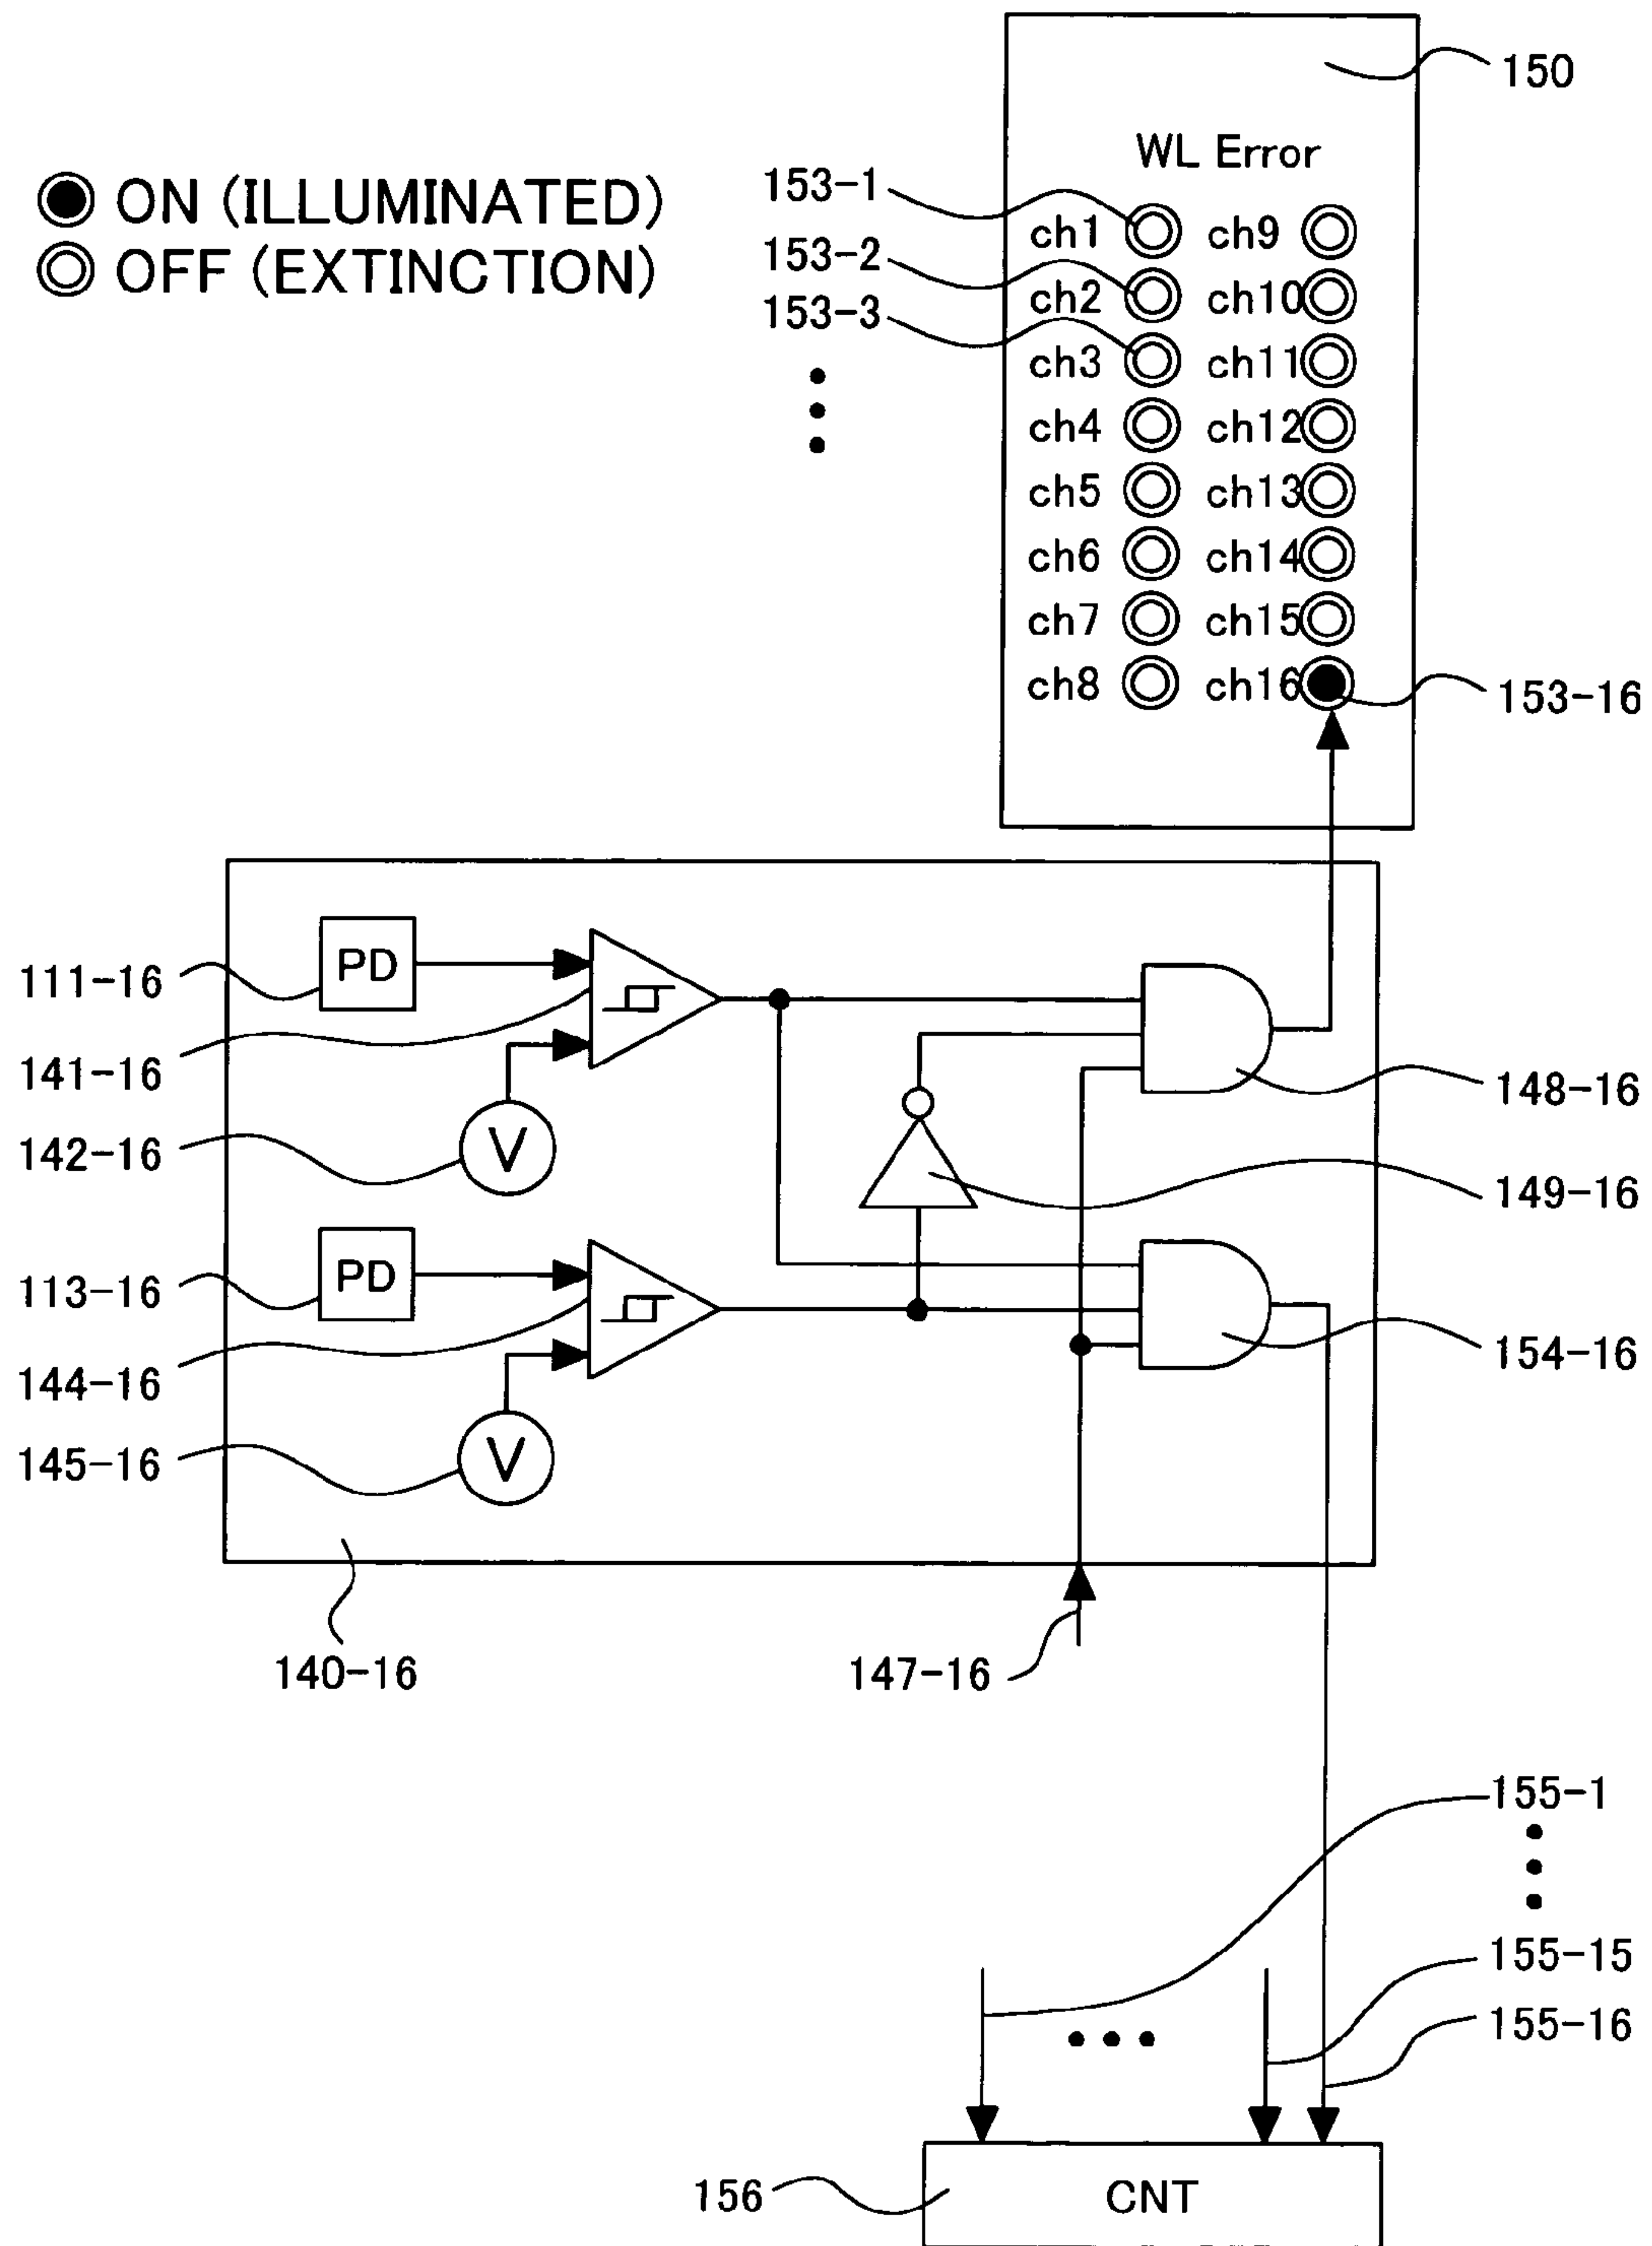 150
WL Error
ON (ILLUMINATED)
OFF (EXTINCTION)
153-1
153-2
153-3
ch1 ch9
ch2 ch10
ch3 ch11
ch4 ch12
ch5 ch13
ch6 ch14
ch7 ch15
ch8 ch16
153-16
PD
111-16
141-16
148-16
142-16
V
149-16
PD
113-16
144-16
154-16
145-16
V
140-16
147-16
155-1
155-15
155-16
156
CNT